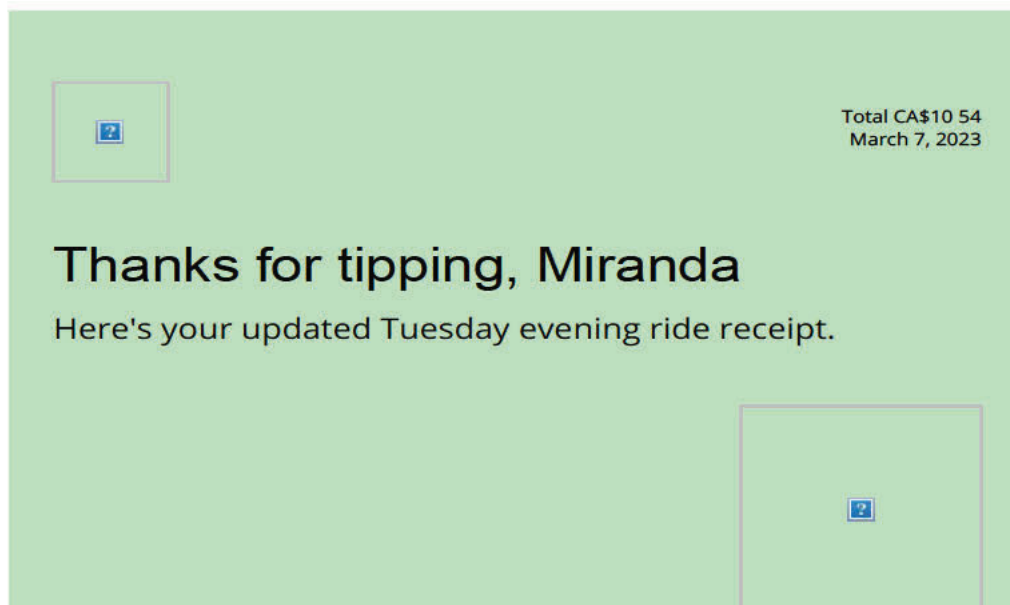 Total CA$10 54
March 7, 2023
Thanks for tipping, Miranda
Here's your updated Tuesday evening ride receipt.